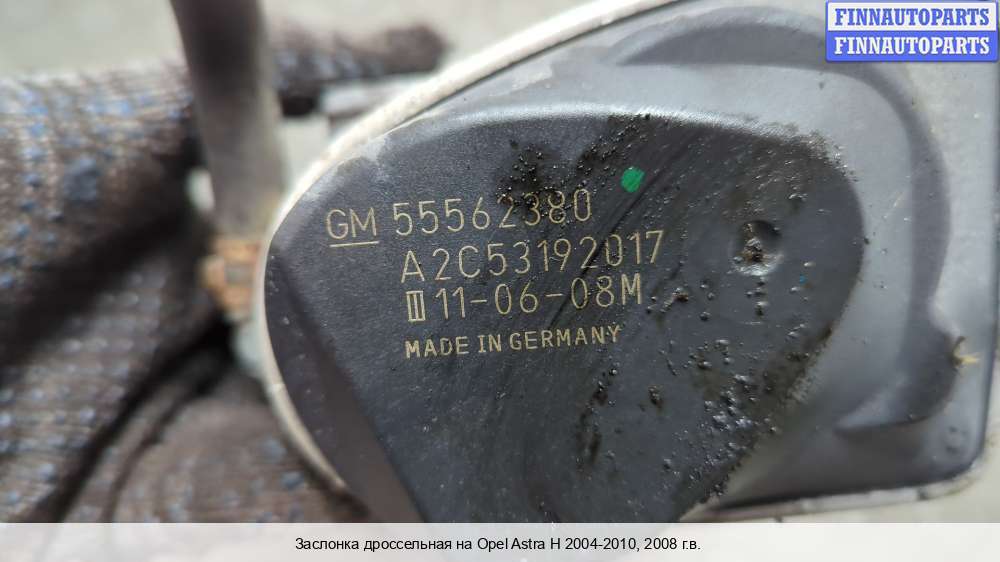 FINNAUTOPARTS
FINNAUTOPARTS
GM 55562380
A2C53192017
III 11-06-08M
MADE IN GERMANY
Заслонка дроссельная на Opel Astra H 2004-2010, 2008 г.в.